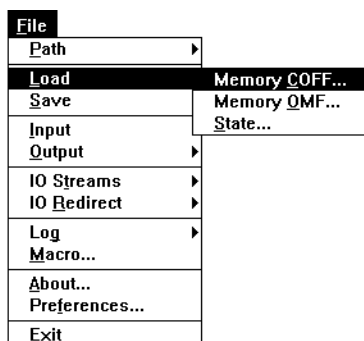 File
Path
Load
Save
Input
Output
IO Streams
IO Redirect
Log
Macro...
About...
Preferences...
Exit
Memory COFF...
Memory OMF...
State...